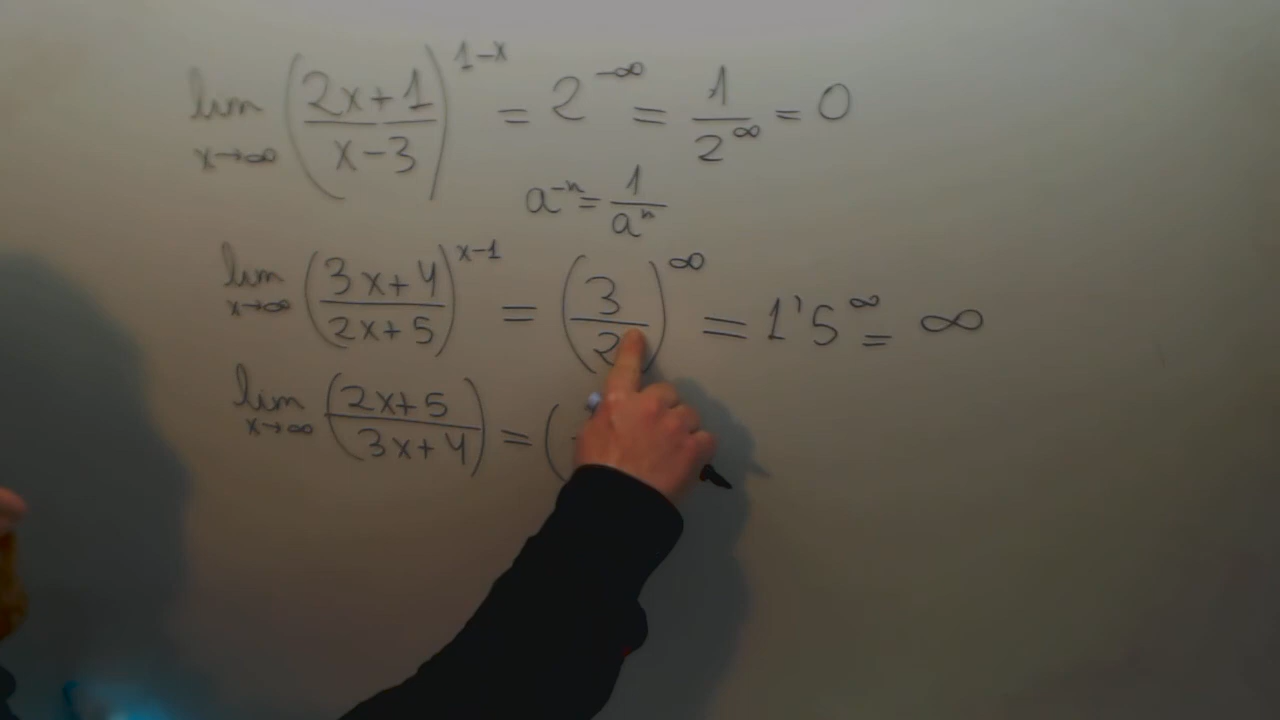 lim x→∞ (2x+1 / x-3)^(1-x) = 2^(-∞) = 1 / 2^∞ = 0
a^(-n) = 1 / a^n
lim x→∞ (3x+4 / 2x+5)^(x-1) = (3 / 2)^∞ = 1'5^∞ = ∞
lim x→∞ (2x+5 / 3x+4) = (